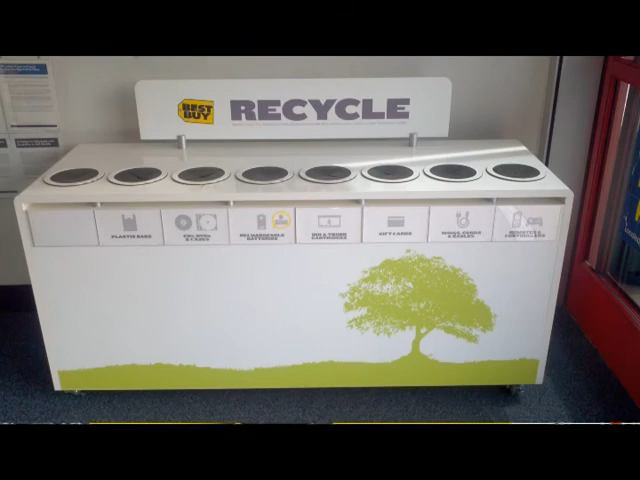 BEST
BUY
RECYCLE
PLASTIC BAGS
CDS, DVDS
& CASES
RECHARGEABLE
BATTERIES
INK & TONER
CARTRIDGES
GIFT CARDS
WIRES, CORDS
& CABLES
REMOTES &
CONTROLLERS